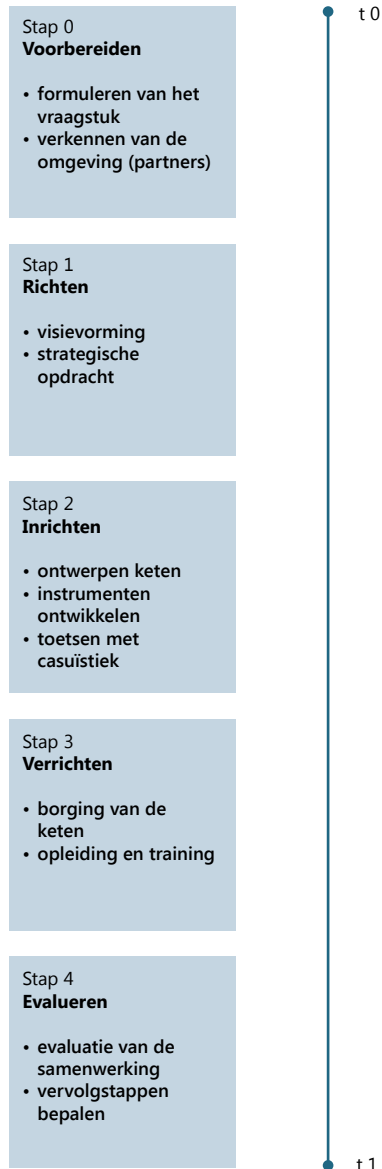 Stap 0
Voorbereiden
• formuleren van het
vraagstuk
• verkennen van de
omgeving (partners)
t 0
Stap 1
Richten
• visievorming
• strategische
opdracht
Stap 2
Inrichten
• ontwerpen keten
• instrumenten
ontwikkelen
• toetsen met
casuïstiek
Stap 3
Verrichten
• borging van de
keten
• opleiding en training
Stap 4
Evalueren
• evaluatie van de
samenwerking
• vervolgstappen
bepalen
t 1